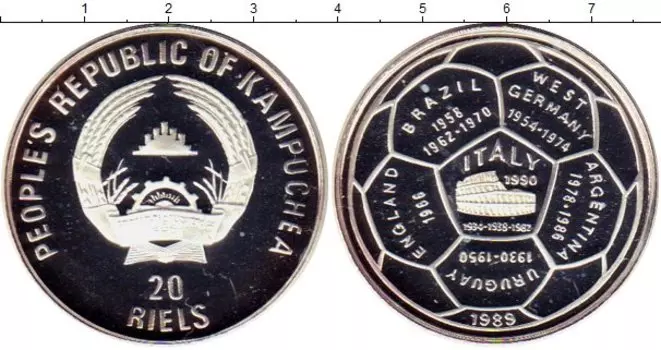 1 2 3 4 5 6 7
PEOPLE'S REPUBLIC OF KAMPUCHEA
20
RIELS
BRAZIL
1958
1962-1970
WEST
GERMANY
1954-1974
ITALY
1990
1934-1938-1982
ENGLAND
1966
ARGENTINA
1978-1986
URUGUAY
1930-1950
1989